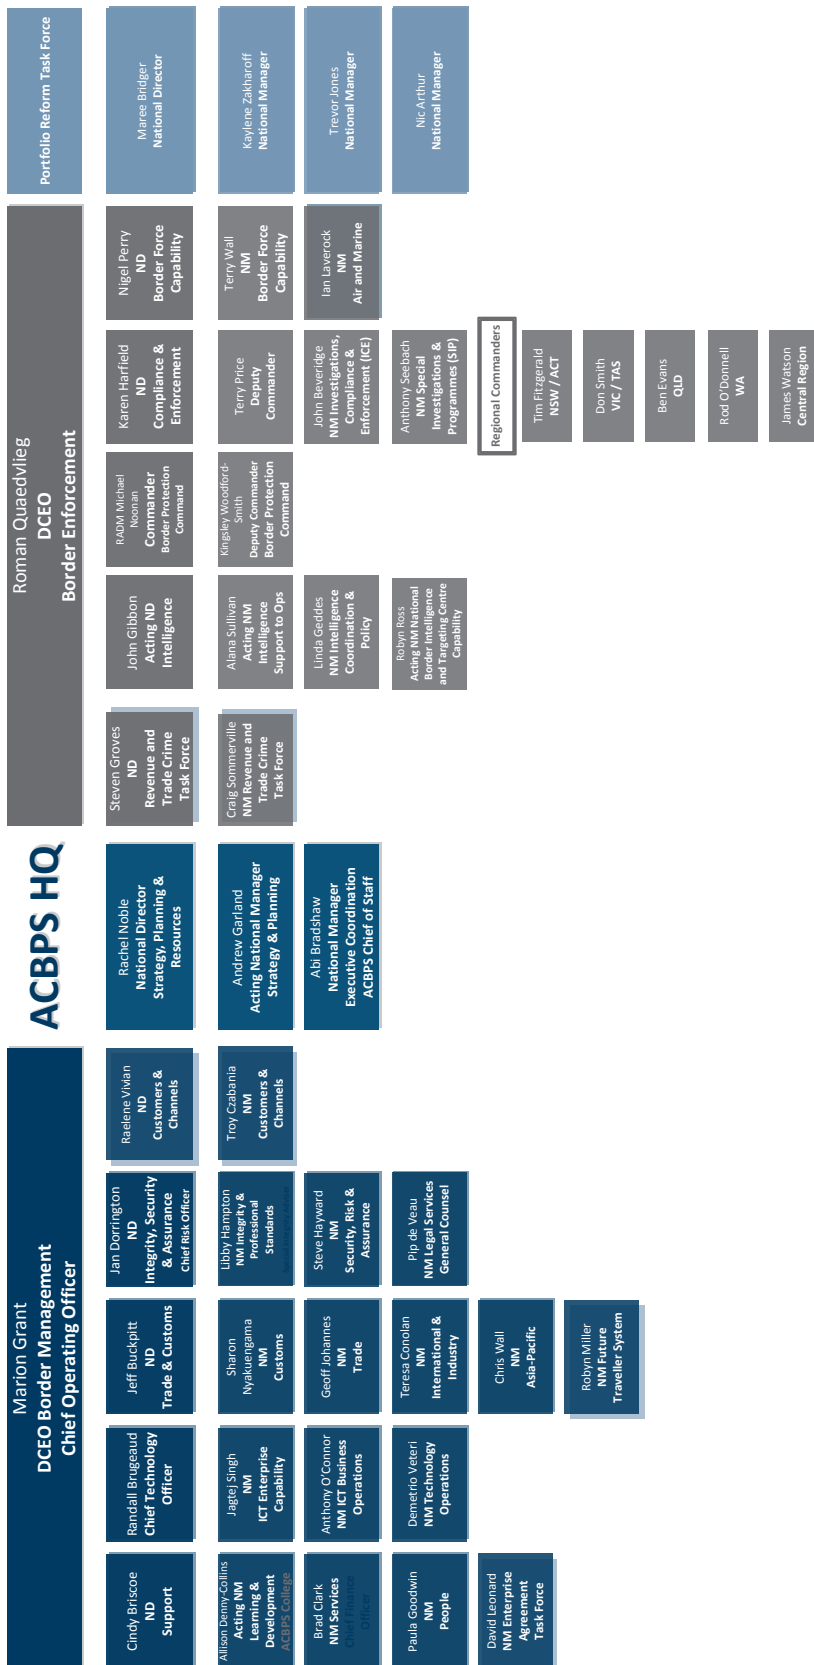 ACBPS HQ
Marion Grant
DCEO Border Management
Chief Operating Officer
Cindy Briscoe
ND
Support
Allison Denny-Collins
Acting NM
Learning &
Development
ACBPS College
Brad Clark
NM Services
Chief Finance
Officer
Paula Goodwin
NM
People
David Leonard
NM Enterprise
Agreement
Task Force
Randall Brugeaud
Chief Technology
Officer
Jagtej Singh
NM
ICT Enterprise
Capability
Anthony O'Connor
NM ICT Business
Operations
Demetrio Veteri
NM Technology
Operations
Jeff Buckpitt
ND
Trade & Customs
Sharon
Nyakuengama
NM
Customs
Geoff Johannes
NM
Trade
Teresa Conolan
NM
International &
Industry
Chris Wall
NM
Asia-Pacific
Robyn Miller
NM Future
Traveller System
Jan Dorrington
ND
Integrity, Security
& Assurance
Chief Risk Officer
Libby Hampton
NM Integrity &
Professional
Standards
Special Integrity Adviser
Steve Hayward
NM
Security, Risk &
Assurance
Pip de Veau
NM Legal Services
General Counsel
Raelene Vivian
ND
Customers &
Channels
Troy Czabania
NM
Customers &
Channels
Rachel Noble
National Director
Strategy, Planning &
Resources
Andrew Garland
Acting National Manager
Strategy & Planning
Abi Bradshaw
National Manager
Executive Coordination
ACBPS Chief of Staff
Roman Quaedvlieg
DCEO
Border Enforcement
Steven Groves
ND
Revenue and
Trade Crime
Task Force
Craig Sommerville
NM Revenue and
Trade Crime
Task Force
John Gibbon
Acting ND
Intelligence
Alana Sullivan
Acting NM
Intelligence
Support to Ops
Linda Geddes
NM Intelligence
Coordination &
Policy
Robyn Ross
Acting NM National
Border Intelligence
and Targeting Centre
Capability
RADM Michael
Noonan
Commander
Border Protection
Command
Kingsley Woodford-
Smith
Deputy Commander
Border Protection
Command
Karen Harfield
ND
Compliance &
Enforcement
Terry Price
Deputy
Commander
John Beveridge
NM Investigations,
Compliance &
Enforcement (ICE)
Anthony Seebach
NM Special
Investigations &
Programmes (SIP)
Regional Commanders
Tim Fitzgerald
NSW / ACT
Don Smith
VIC / TAS
Ben Evans
QLD
Rod O'Donnell
WA
James Watson
Central Region
Nigel Perry
ND
Border Force
Capability
Terry Wall
NM
Border Force
Capability
Ian Laverock
NM
Air and Marine
Portfolio Reform Task Force
Maree Bridger
National Director
Kaylene Zakharoff
National Manager
Trevor Jones
National Manager
Nic Arthur
National Manager